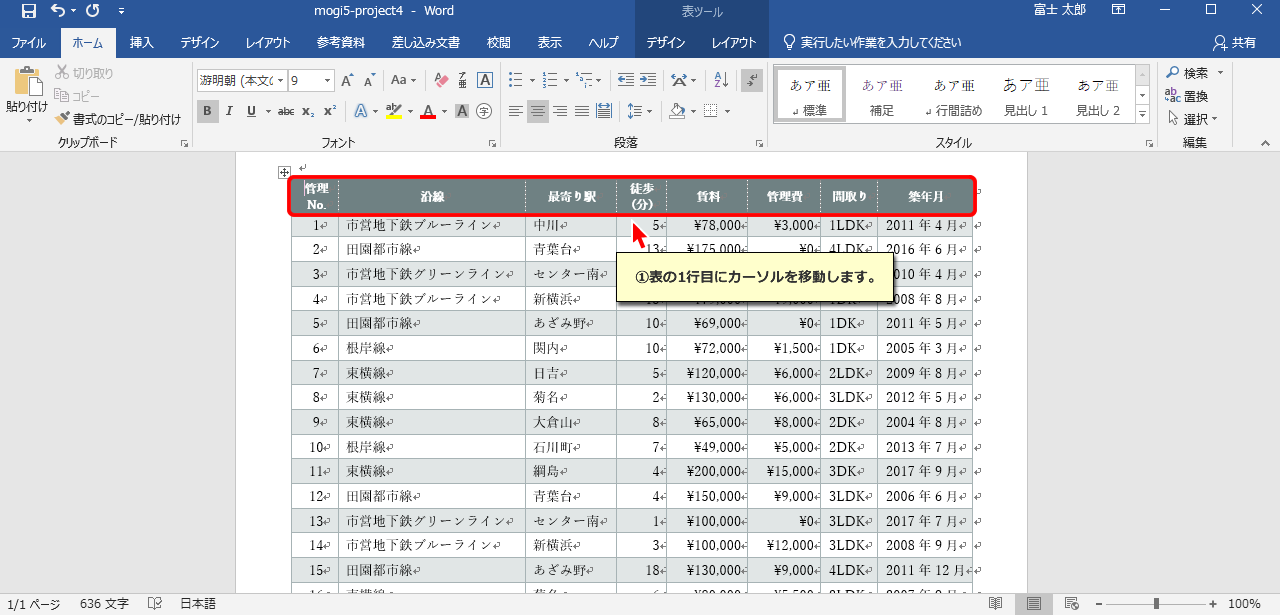 mogi5-project4 - Word
表ツール
富士 太郎
ファイル ホーム 挿入 デザイン レイアウト 参考資料 差し込み文書 校閲 表示 ヘルプ デザイン レイアウト 実行したい作業を入力してください 共有
貼り付け
切り取り
コピー
書式のコピー/貼り付け
クリップボード
游明朝 (本文(
9
フォント
段落
あア亜 あア亜 あア亜 あア亜 あア亜
標準 補足 行間詰め 見出し 1 見出し 2
スタイル
検索
置換
選択
編集
管理No. 沿線 最寄り駅 徒歩(分) 賃料 管理費 間取り 築年月
1 市営地下鉄ブルーライン 中川 5 ¥78,000 ¥3,000 1LDK 2011 年 4 月
2 田園都市線 青葉台 13 ¥175,000 ¥0 4LDK 2016 年 6 月
①表の1行目にカーソルを移動します。
3 市営地下鉄グリーンライン センター南 010 年 4 月
4 市営地下鉄ブルーライン 新横浜 2008 年 8 月
5 田園都市線 あざみ野 10 ¥69,000 ¥0 1DK 2011 年 5 月
6 根岸線 関内 10 ¥72,000 ¥1,500 1DK 2005 年 3 月
7 東横線 日吉 5 ¥120,000 ¥6,000 2LDK 2009 年 8 月
8 東横線 菊名 2 ¥130,000 ¥6,000 3LDK 2012 年 5 月
9 東横線 大倉山 8 ¥65,000 ¥8,000 2DK 2004 年 8 月
10 根岸線 石川町 7 ¥49,000 ¥5,000 2DK 2013 年 7 月
11 東横線 綱島 4 ¥200,000 ¥15,000 3DK 2017 年 9 月
12 田園都市線 青葉台 4 ¥150,000 ¥9,000 3LDK 2006 年 6 月
13 市営地下鉄グリーンライン センター南 1 ¥100,000 ¥0 3LDK 2017 年 7 月
14 市営地下鉄ブルーライン 新横浜 3 ¥100,000 ¥12,000 3LDK 2008 年 9 月
15 田園都市線 あざみ野 18 ¥130,000 ¥9,000 4LDK 2011 年 12 月
1/1 ページ 636 文字 日本語 100%